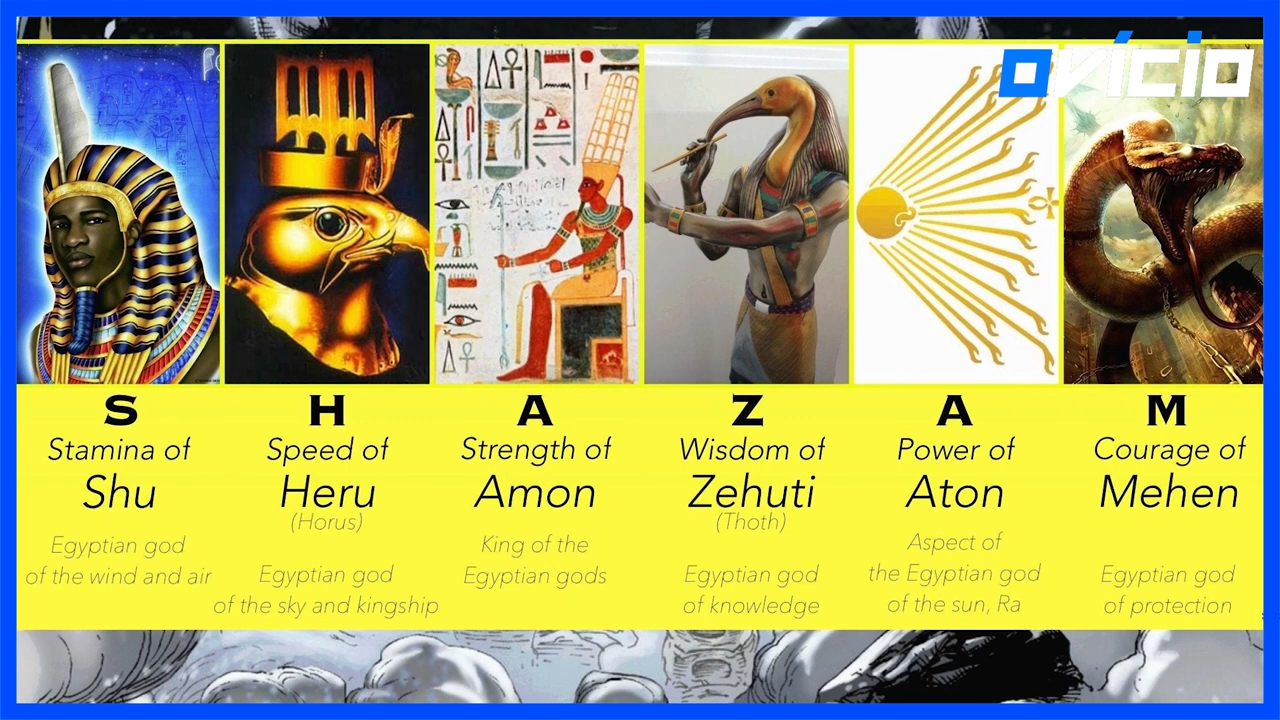 ovício
S
Stamina of
Shu
Egyptian god
of the wind and air
H
Speed of
Heru
(Horus)
Egyptian god
of the sky and kingship
A
Strength of
Amon
King of the
Egyptian gods
Z
Wisdom of
Zehuti
(Thoth)
Egyptian god
of knowledge
A
Power of
Aton
Aspect of
the Egyptian god
of the sun, Ra
M
Courage of
Mehen
Egyptian god
of protection